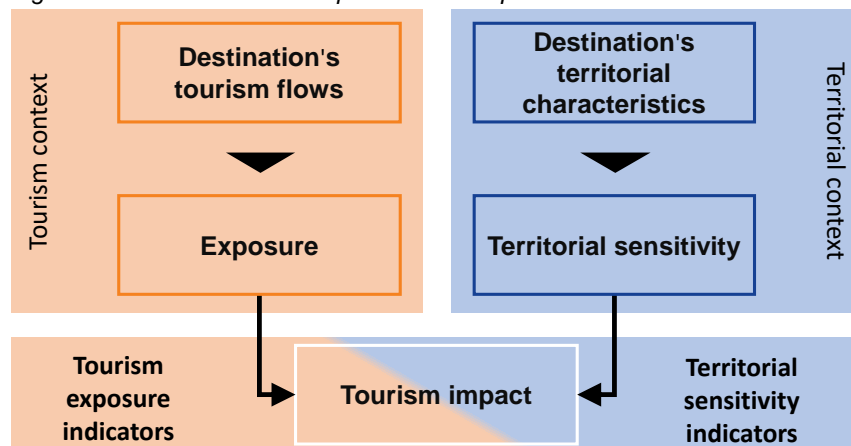 Tourism context
Destination's
tourism flows
Exposure
Destination's
territorial
characteristics
Territorial sensitivity
Territorial context
Tourism
exposure
indicators
Tourism impact
Territorial
sensitivity
indicators